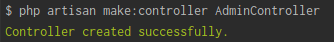 $ php artisan make:controller AdminController
Controller created successfully.